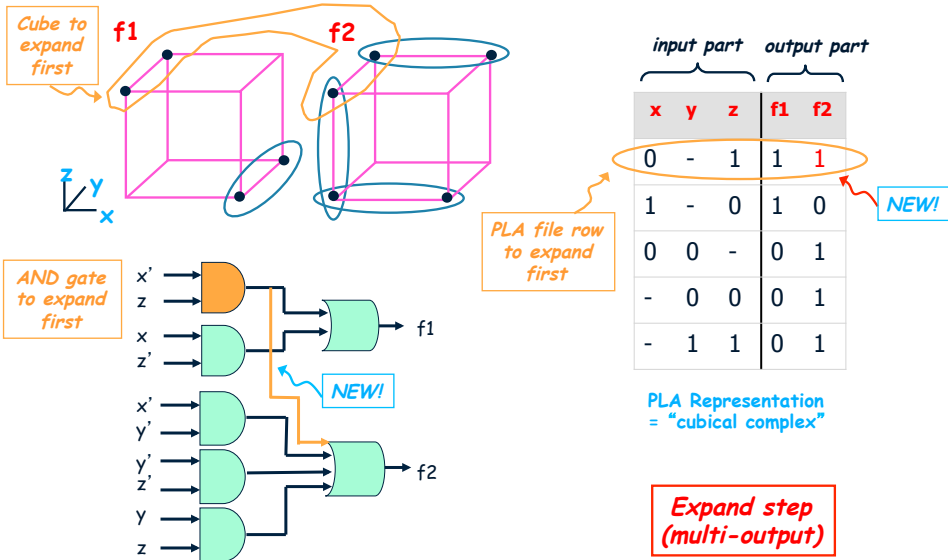 Cube to
expand
first
f1
f2
z
y
x
input part
output part
x y z f1 f2
0 - 1 1 1
1 - 0 1 0
0 0 - 0 1
- 0 0 0 1
- 1 1 0 1
NEW!
PLA file row
to expand
first
PLA Representation
= “cubical complex”
AND gate
to expand
first
x’
z
x
z’
f1
NEW!
x’
y’
y’
z’
y
z
f2
Expand step
(multi-output)